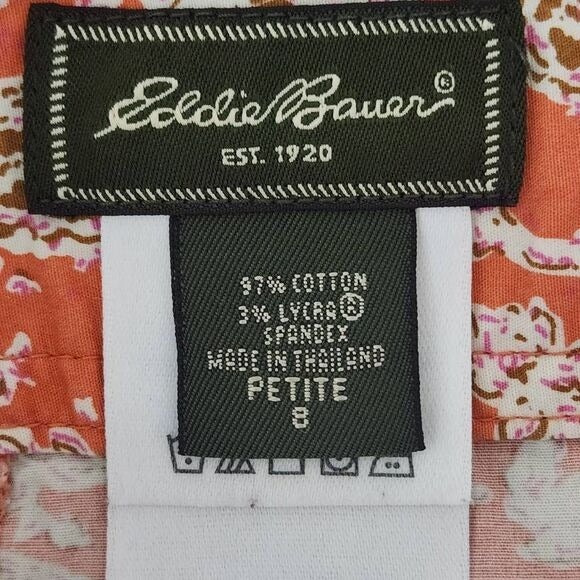 Eddie Bauer®
EST. 1920
97% COTTON
3% LYCRA®
SPANDEX
MADE IN THAILAND
PETITE
8